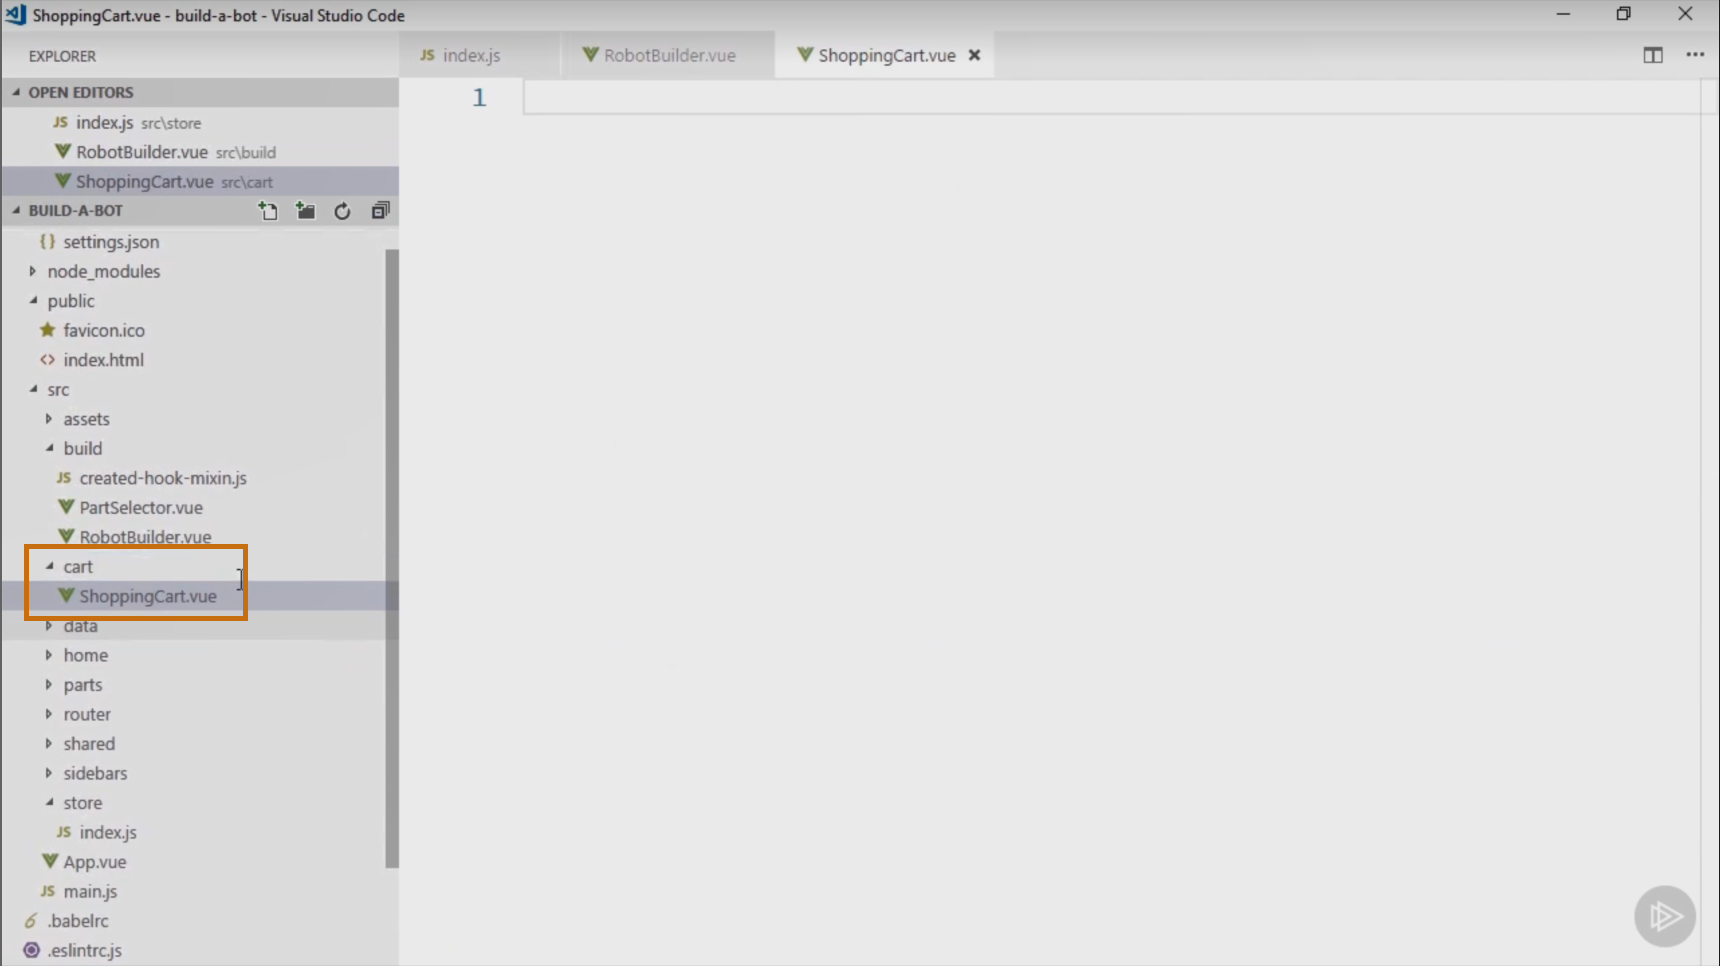 ShoppingCart.vue - build-a-bot - Visual Studio Code
EXPLORER
JS index.js
RobotBuilder.vue
ShoppingCart.vue
OPEN EDITORS
JS index.js src\store
RobotBuilder.vue src\build
ShoppingCart.vue src\cart
1
BUILD-A-BOT
{} settings.json
node_modules
public
favicon.ico
<> index.html
src
assets
build
JS created-hook-mixin.js
PartSelector.vue
RobotBuilder.vue
cart
ShoppingCart.vue
data
home
parts
router
shared
sidebars
store
JS index.js
App.vue
JS main.js
.babelrc
.eslintrc.js